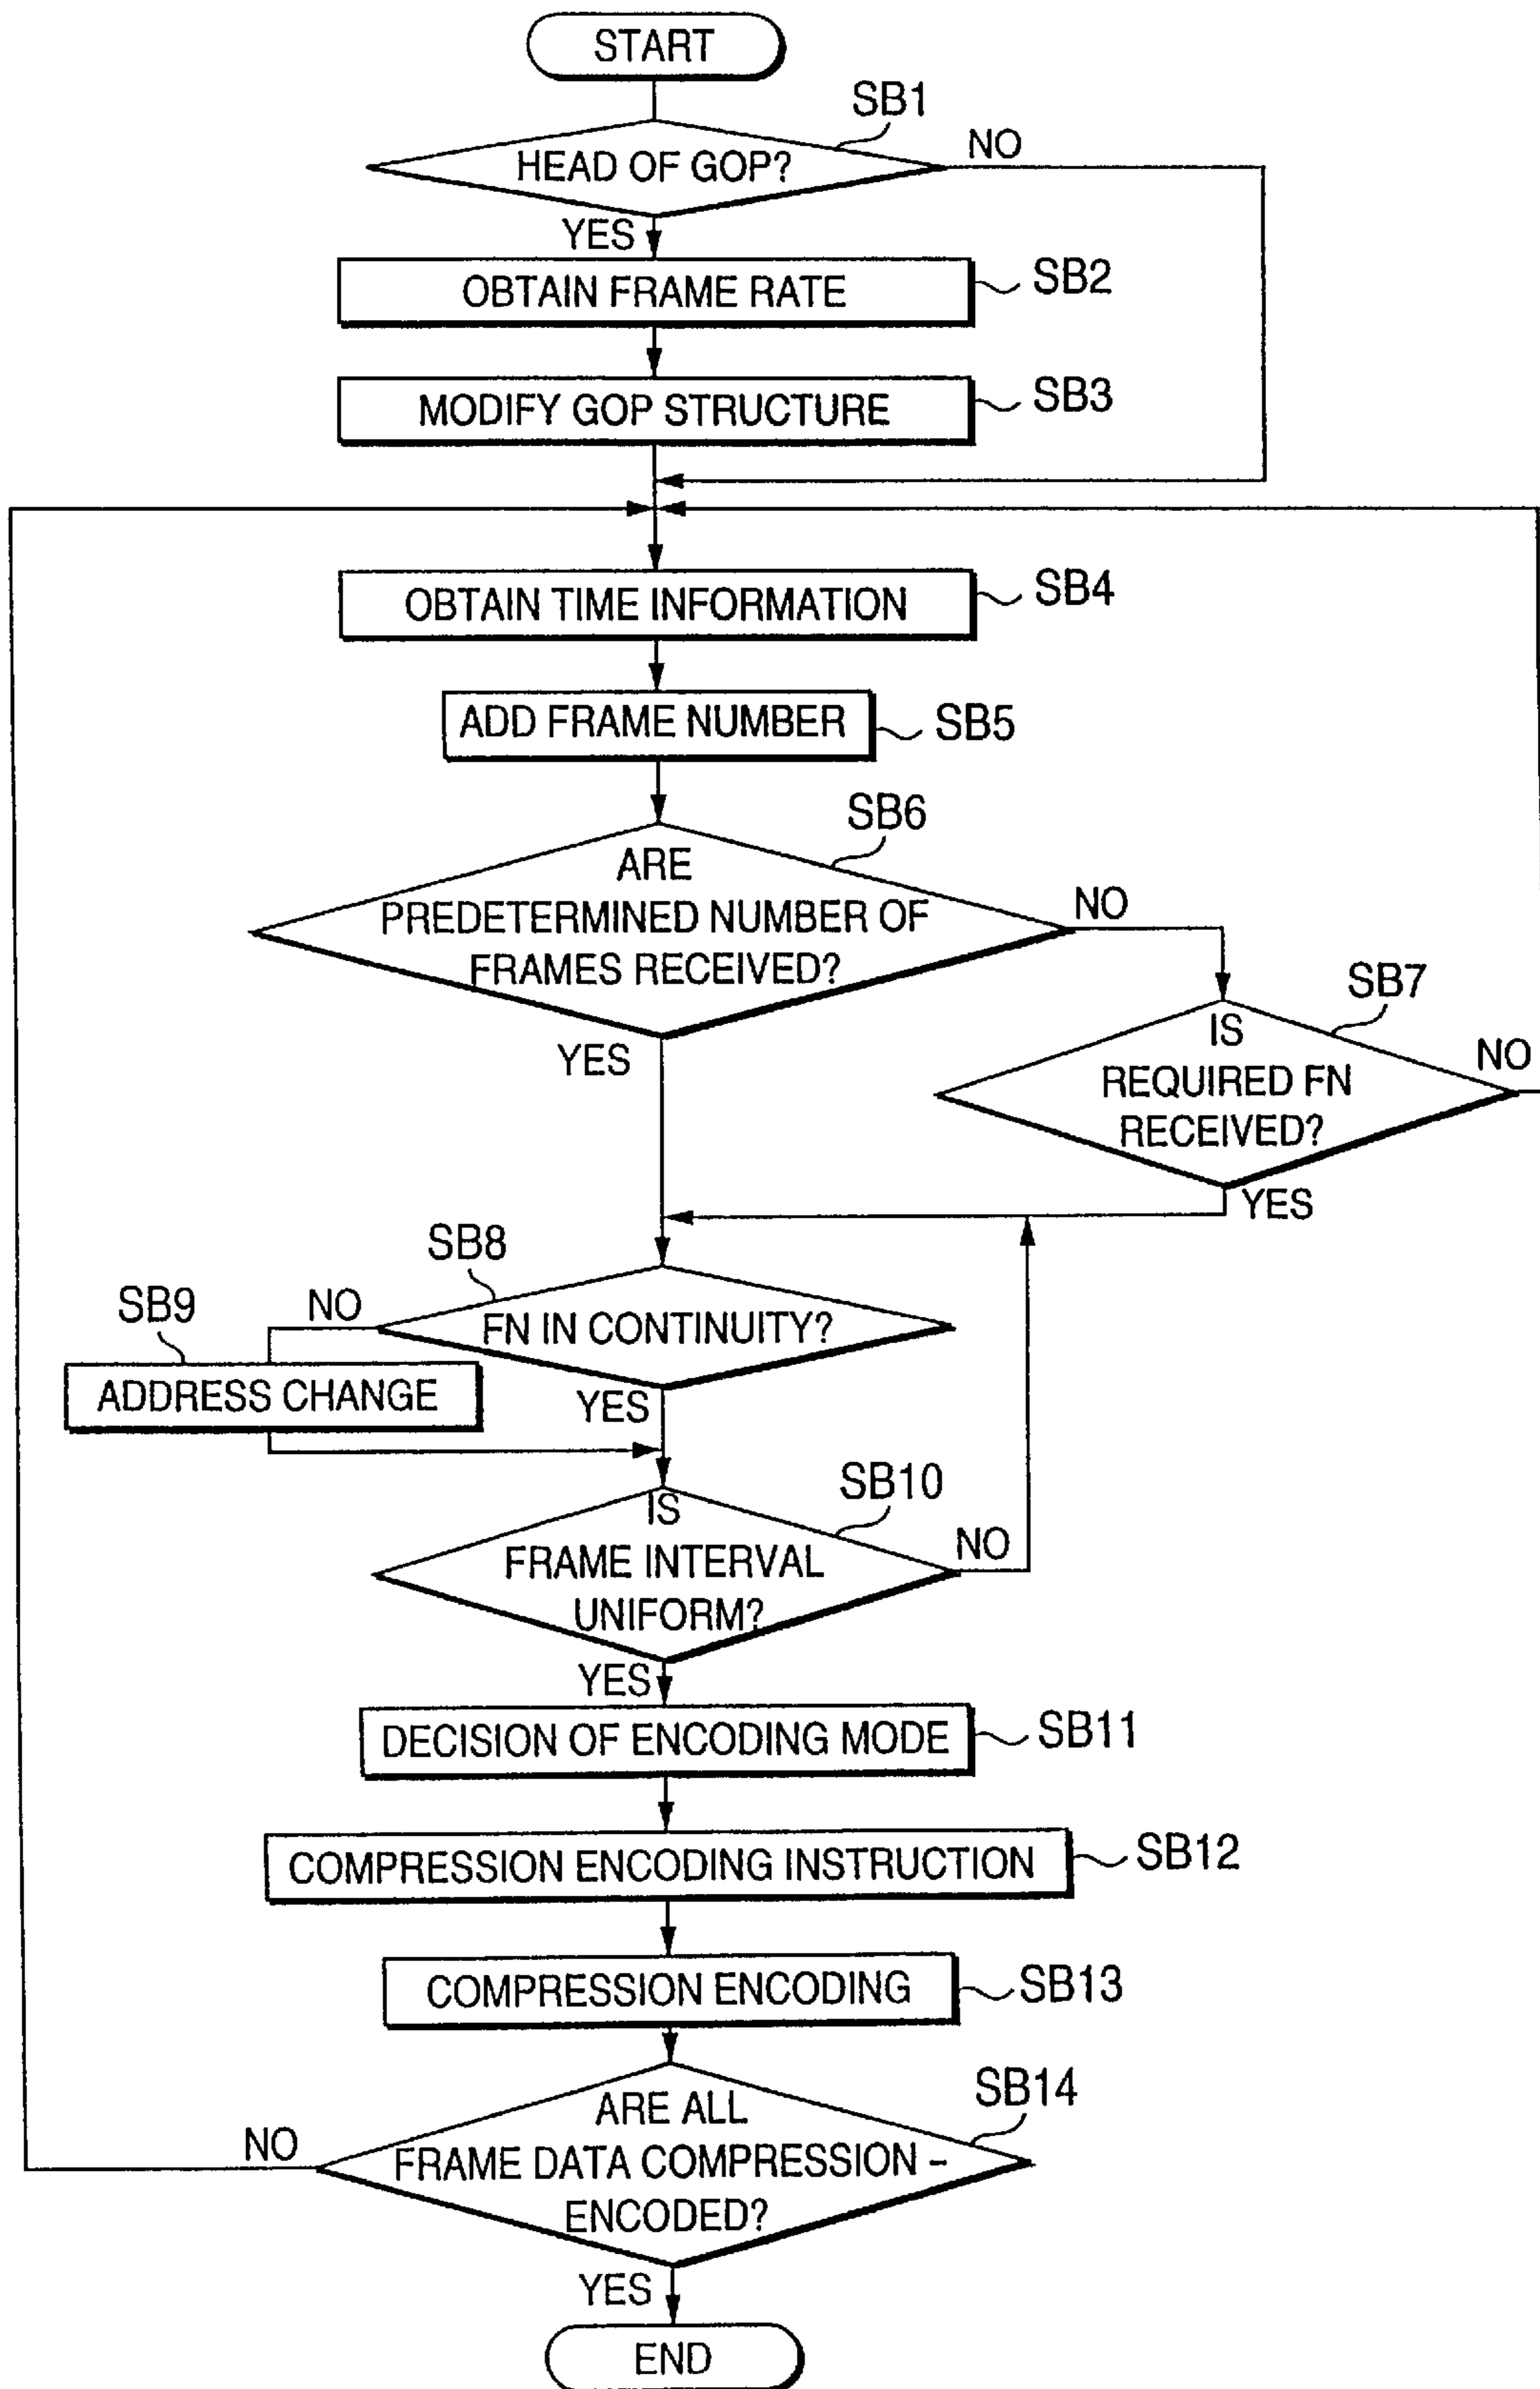 START
SB1
HEAD OF GOP?
NO
YES
OBTAIN FRAME RATE
SB2
MODIFY GOP STRUCTURE
SB3
OBTAIN TIME INFORMATION
SB4
ADD FRAME NUMBER
SB5
SB6
ARE
PREDETERMINED NUMBER OF
FRAMES RECEIVED?
NO
YES
SB7
IS
REQUIRED FN
RECEIVED?
NO
YES
SB8
FN IN CONTINUITY?
NO
SB9
ADDRESS CHANGE
YES
SB10
IS
FRAME INTERVAL
UNIFORM?
NO
YES
DECISION OF ENCODING MODE
SB11
COMPRESSION ENCODING INSTRUCTION
SB12
COMPRESSION ENCODING
SB13
SB14
ARE ALL
FRAME DATA COMPRESSION –
ENCODED?
NO
YES
END